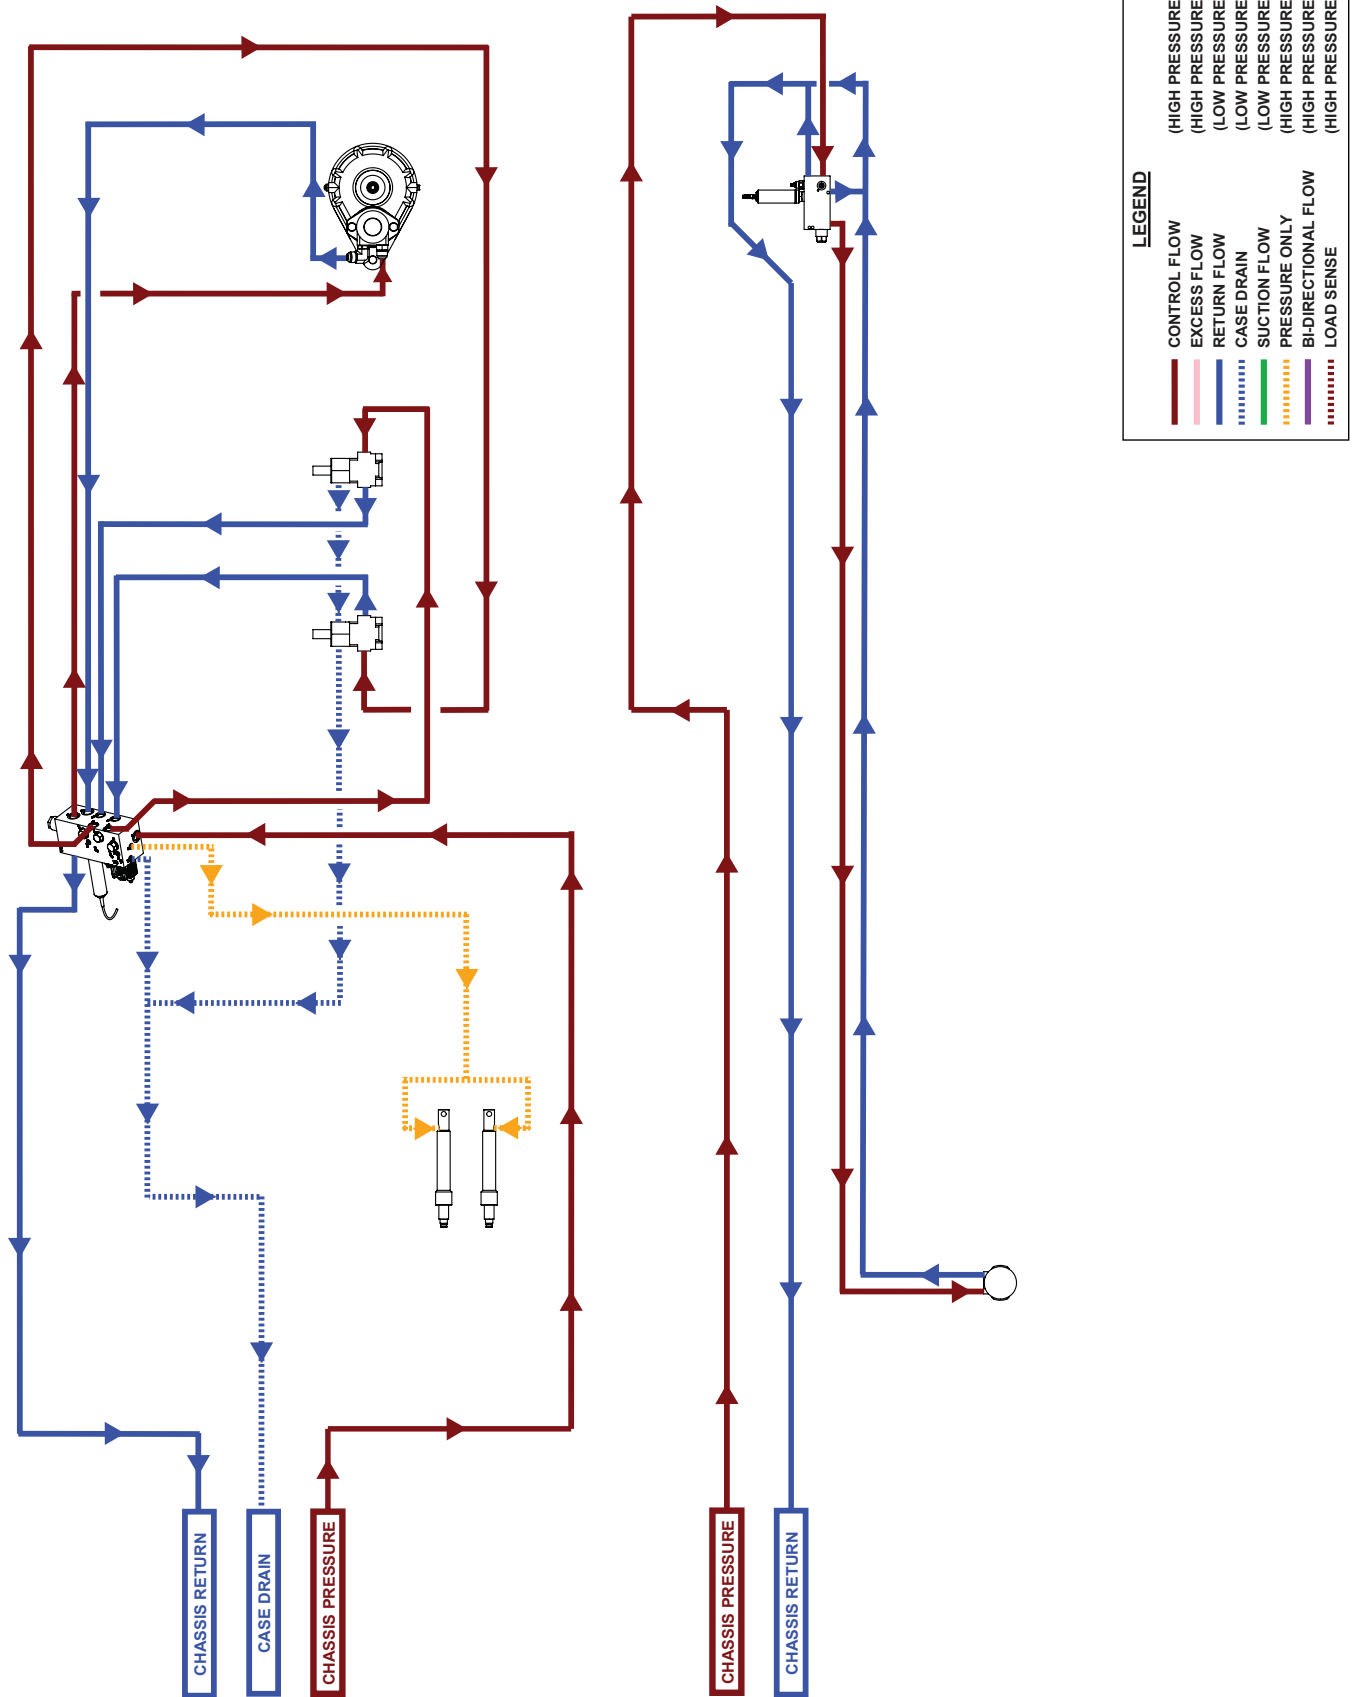 LEGEND
CONTROL FLOW (HIGH PRESSURE
EXCESS FLOW (HIGH PRESSURE
RETURN FLOW (LOW PRESSURE
CASE DRAIN (LOW PRESSURE
SUCTION FLOW (LOW PRESSURE
PRESSURE ONLY (HIGH PRESSURE
BI-DIRECTIONAL FLOW (HIGH PRESSURE
LOAD SENSE (HIGH PRESSURE
CHASSIS RETURN
CASE DRAIN
CHASSIS PRESSURE
CHASSIS PRESSURE
CHASSIS RETURN